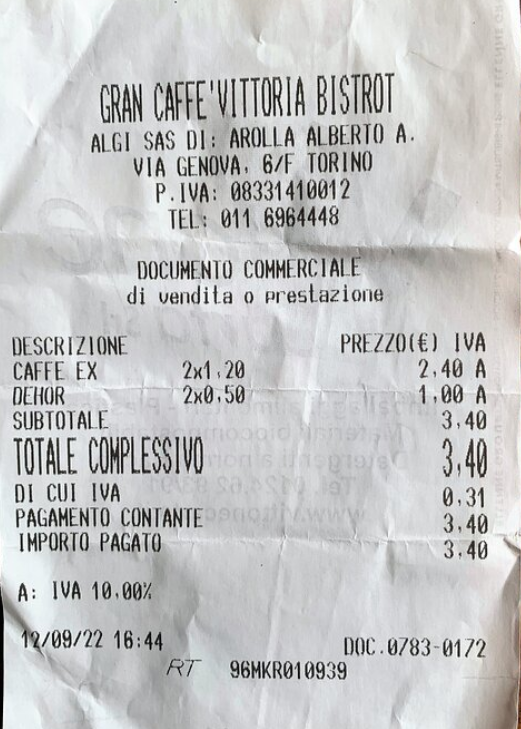 GRAN CAFFE'VITTORIA BISTROT
ALGI SAS DI: AROLLA ALBERTO A.
VIA GENOVA, 6/F TORINO
P.IVA: 08331410012
TEL: 011 6964448
DOCUMENTO COMMERCIALE
di vendita o prestazione
DESCRIZIONE PREZZO(€) IVA
CAFFE EX 2x1,20 2,40 A
DEHOR 2x0,50 1,00 A
SUBTOTALE 3,40
TOTALE COMPLESSIVO 3,40
DI CUI IVA 0,31
PAGAMENTO CONTANTE 3,40
IMPORTO PAGATO 3,40
A: IVA 10,00%
12/09/22 16:44 DOC.0783-0172
RT 96MKR010939